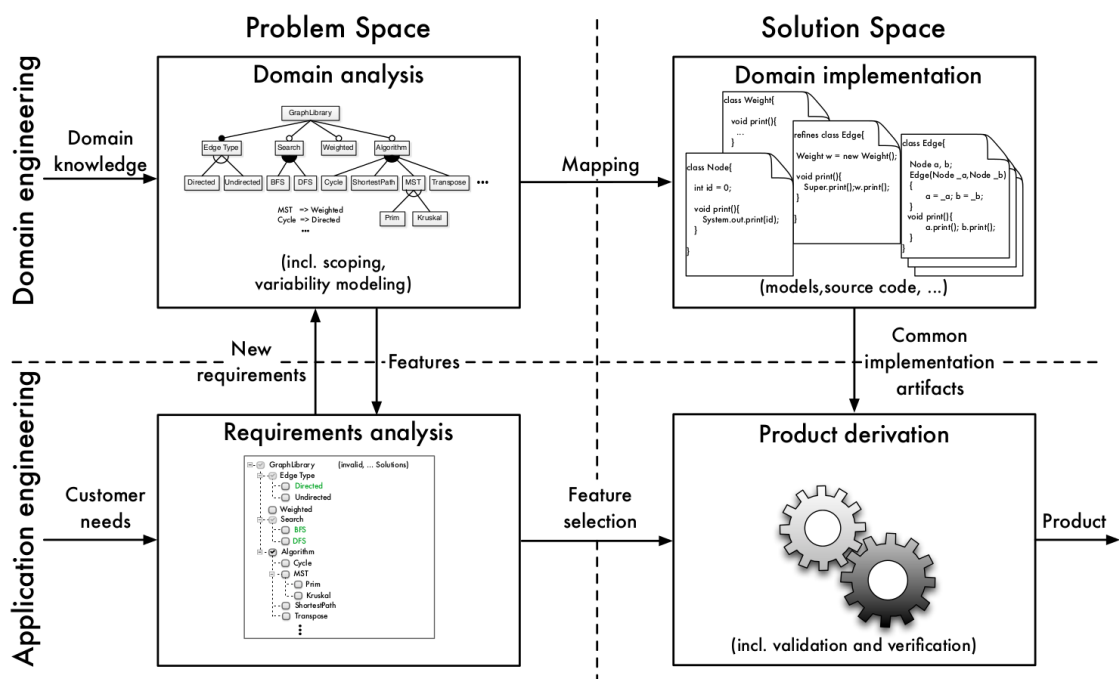 Problem Space
Solution Space
Domain engineering
Domain knowledge
Domain analysis
GraphLibrary
Edge Type
Search
Weighted
Algorithm
Directed
Undirected
BFS
DFS
Cycle
ShortestPath
MST
Transpose
•••
MST => Weighted
Cycle => Directed
•••
Prim
Kruskal
(incl. scoping,
variability modeling)
Mapping
Domain implementation
class Weight{
void print(){
...
}
refines class Edge{
Weight w = new Weight();
void print(){
Super.print();w.print();
}
}
class Node{
int id = 0;
void print(){
System.out.print(id);
}
}
class Edge{
Node a, b;
Edge(Node _a,Node _b)
{
a = _a; b = _b;
}
void print(){
a.print(); b.print();
}
}
(models,source code, ...)
New
requirements
Features
Common
implementation
artifacts
Application engineering
Customer
needs
Requirements analysis
GraphLibrary (invalid, ... Solutions)
Edge Type
Directed
Undirected
Weighted
Search
BFS
DFS
Algorithm
Cycle
MST
Prim
Kruskal
ShortestPath
Transpose
Feature
selection
Product derivation
(incl. validation and verification)
Product